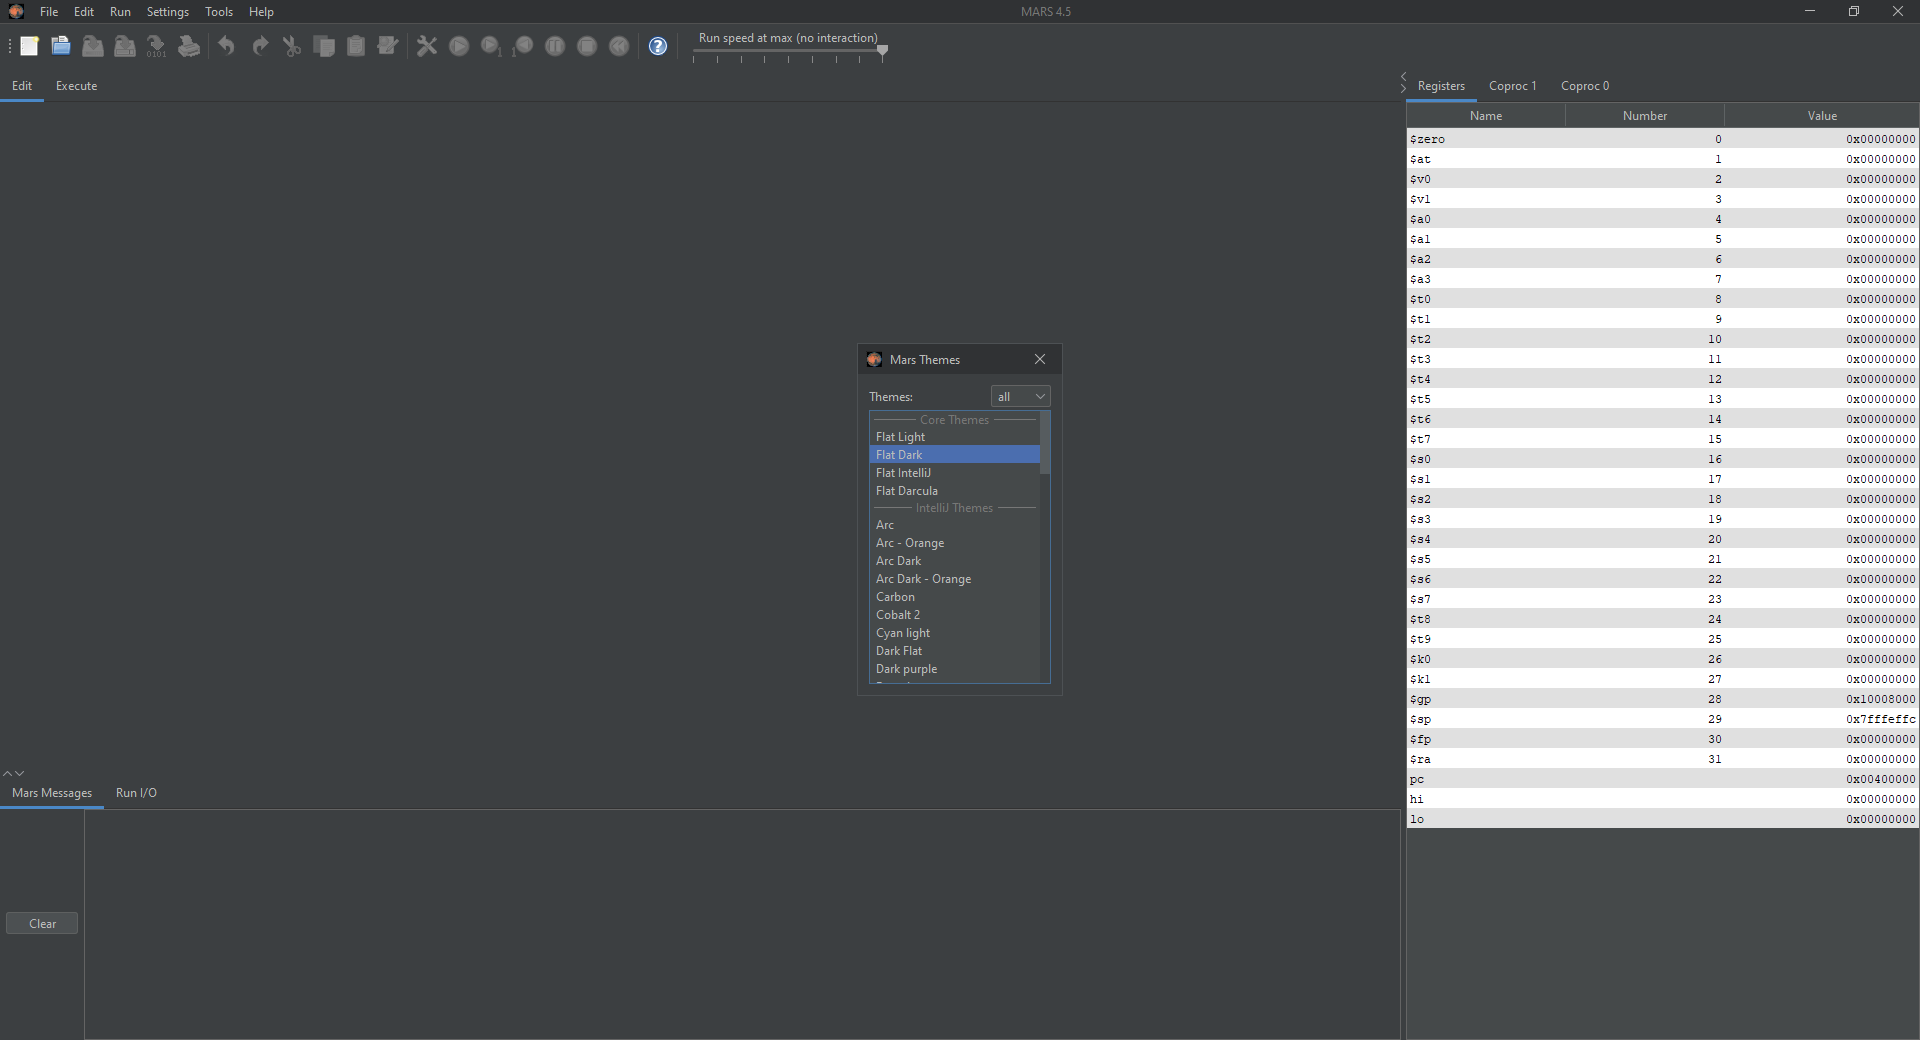 File Edit Run Settings Tools Help
MARS 4.5
Run speed at max (no interaction)
Edit Execute
Registers Coproc 1 Coproc 0
Name Number Value
$zero 0 0x00000000
$at 1 0x00000000
$v0 2 0x00000000
$v1 3 0x00000000
$a0 4 0x00000000
$a1 5 0x00000000
$a2 6 0x00000000
$a3 7 0x00000000
$t0 8 0x00000000
$t1 9 0x00000000
$t2 10 0x00000000
$t3 11 0x00000000
$t4 12 0x00000000
$t5 13 0x00000000
$t6 14 0x00000000
$t7 15 0x00000000
$s0 16 0x00000000
$s1 17 0x00000000
$s2 18 0x00000000
$s3 19 0x00000000
$s4 20 0x00000000
$s5 21 0x00000000
$s6 22 0x00000000
$s7 23 0x00000000
$t8 24 0x00000000
$t9 25 0x00000000
$k0 26 0x00000000
$k1 27 0x00000000
$gp 28 0x10008000
$sp 29 0x7fffeffc
$fp 30 0x00000000
$ra 31 0x00000000
pc 0x00400000
hi 0x00000000
lo 0x00000000
Mars Themes
Themes: all
Core Themes
Flat Light
Flat Dark
Flat IntelliJ
Flat Darcula
IntelliJ Themes
Arc
Arc - Orange
Arc Dark
Arc Dark - Orange
Carbon
Cobalt 2
Cyan light
Dark Flat
Dark purple
Mars Messages Run I/O
Clear